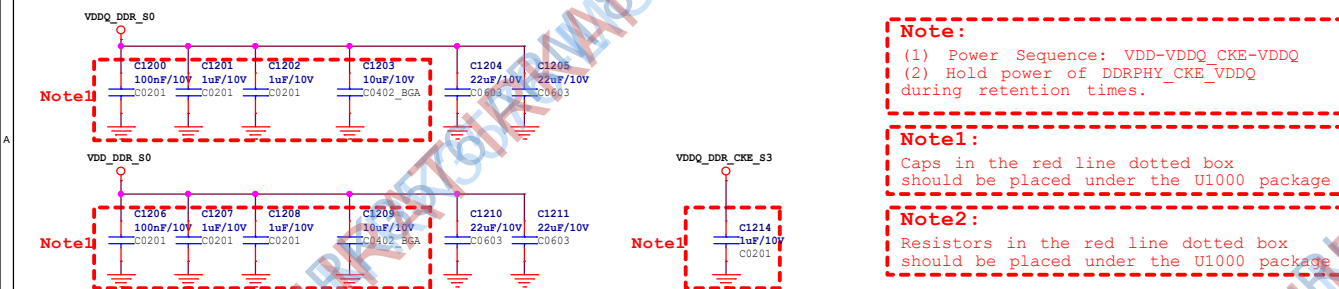 VDDQ_DDR_S0
C1200 C1201 C1202 C1203 C1204 C1205
100nF/10V 1uF/10V 1uF/10V 10uF/10V 22uF/10V 22uF/10V
C0201 C0201 C0201 C0402_BGA C0603 C0603
Note1
A
VDD_DDR_S0
C1206 C1207 C1208 C1209 C1210 C1211
100nF/10V 1uF/10V 1uF/10V 10uF/10V 22uF/10V 22uF/10V
C0201 C0201 C0201 C0402_BGA C0603 C0603
Note1
VDDQ_DDR_CKE_S3
C1214
1uF/10V
C0201
Note1
Note:
(1) Power Sequence: VDD-VDDQ_CKE-VDDQ
(2) Hold power of DDRPHY_CKE_VDDQ
during retention times.
Note1:
Caps in the red line dotted box
should be placed under the U1000 package
Note2:
Resistors in the red line dotted box
should be placed under the U1000 package